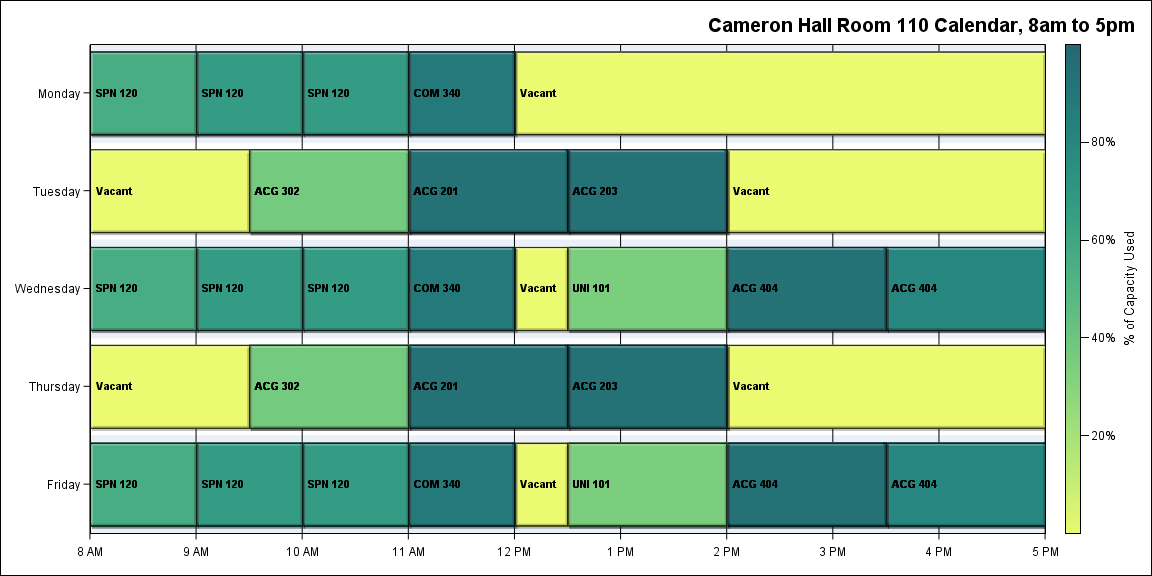 Cameron Hall Room 110 Calendar, 8am to 5pm
Monday
SPN 120
SPN 120
SPN 120
COM 340
Vacant
Tuesday
Vacant
ACG 302
ACG 201
ACG 203
Vacant
Wednesday
SPN 120
SPN 120
SPN 120
COM 340
Vacant
UNI 101
ACG 404
ACG 404
Thursday
Vacant
ACG 302
ACG 201
ACG 203
Vacant
Friday
SPN 120
SPN 120
SPN 120
COM 340
Vacant
UNI 101
ACG 404
ACG 404
8 AM
9 AM
10 AM
11 AM
12 PM
1 PM
2 PM
3 PM
4 PM
5 PM
80%
60%
40%
20%
% of Capacity Used